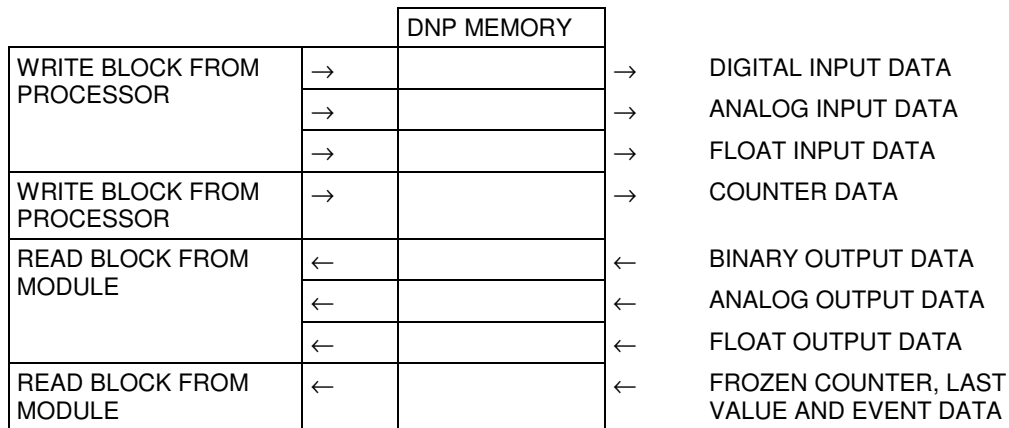 DNP MEMORY
WRITE BLOCK FROM → → DIGITAL INPUT DATA
PROCESSOR
→ → ANALOG INPUT DATA
→ → FLOAT INPUT DATA
WRITE BLOCK FROM → → COUNTER DATA
PROCESSOR
READ BLOCK FROM ← ← BINARY OUTPUT DATA
MODULE
← ← ANALOG OUTPUT DATA
← ← FLOAT OUTPUT DATA
READ BLOCK FROM ← ← FROZEN COUNTER, LAST
MODULE VALUE AND EVENT DATA